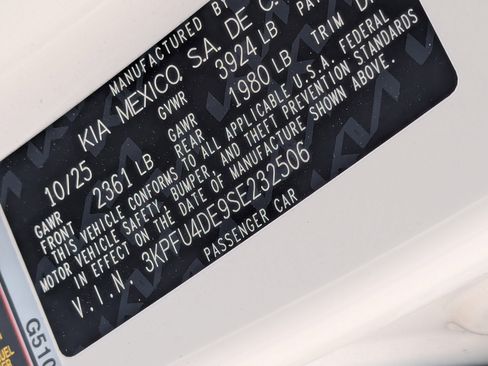 MANUFACTURED BY
KIA MEXICO, S.A. DE C.
10/25 GVWR 3924 LB
GAWR FRONT 2361 LB GAWR REAR 1980 LB TRIM
THIS VEHICLE CONFORMS TO ALL APPLICABLE U.S.A. FEDERAL
MOTOR VEHICLE SAFETY, BUMPER, AND THEFT PREVENTION STANDARDS
IN EFFECT ON THE DATE OF MANUFACTURE SHOWN ABOVE.
V.I.N. 3KPFU4DE9SE232506
PASSENGER CAR
G510